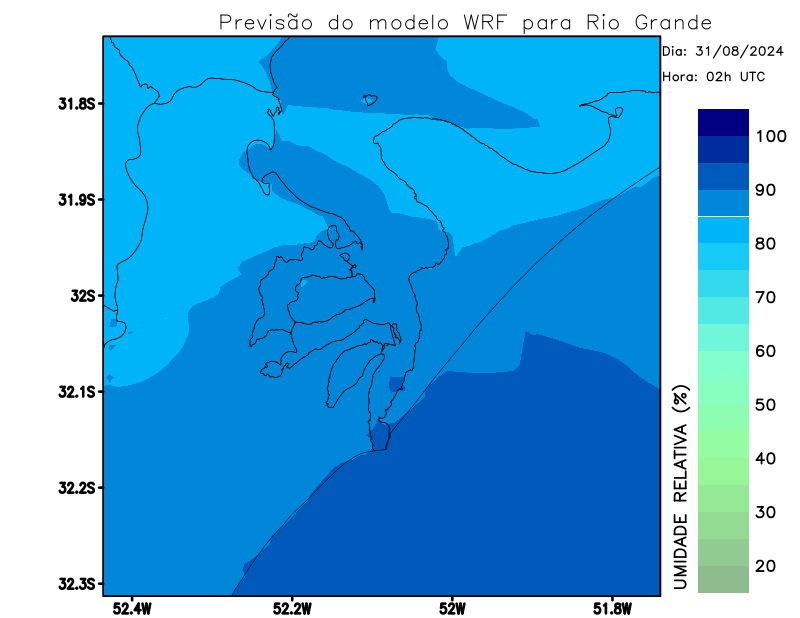 Previsão do modelo WRF para Rio Grande
Dia: 31/08/2024
Hora: 02h UTC
31.8S
31.9S
32S
32.1S
32.2S
32.3S
52.4W
52.2W
52W
51.8W
100
90
80
70
60
50
40
30
20
UMIDADE RELATIVA (%)